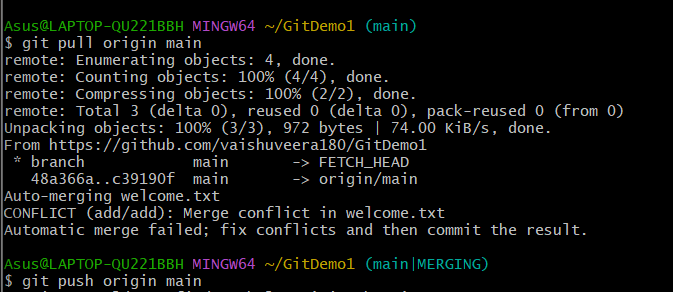 Asus@LAPTOP-QU221BBH MINGW64 ~/GitDemo1 (main)
$ git pull origin main
remote: Enumerating objects: 4, done.
remote: Counting objects: 100% (4/4), done.
remote: Compressing objects: 100% (2/2), done.
remote: Total 3 (delta 0), reused 0 (delta 0), pack-reused 0 (from 0)
Unpacking objects: 100% (3/3), 972 bytes | 74.00 KiB/s, done.
From https://github.com/vaishuveera180/GitDemo1
 * branch            main       -> FETCH_HEAD
   48a366a..c39190f  main       -> origin/main
Auto-merging welcome.txt
CONFLICT (add/add): Merge conflict in welcome.txt
Automatic merge failed; fix conflicts and then commit the result.
Asus@LAPTOP-QU221BBH MINGW64 ~/GitDemo1 (main|MERGING)
$ git push origin main